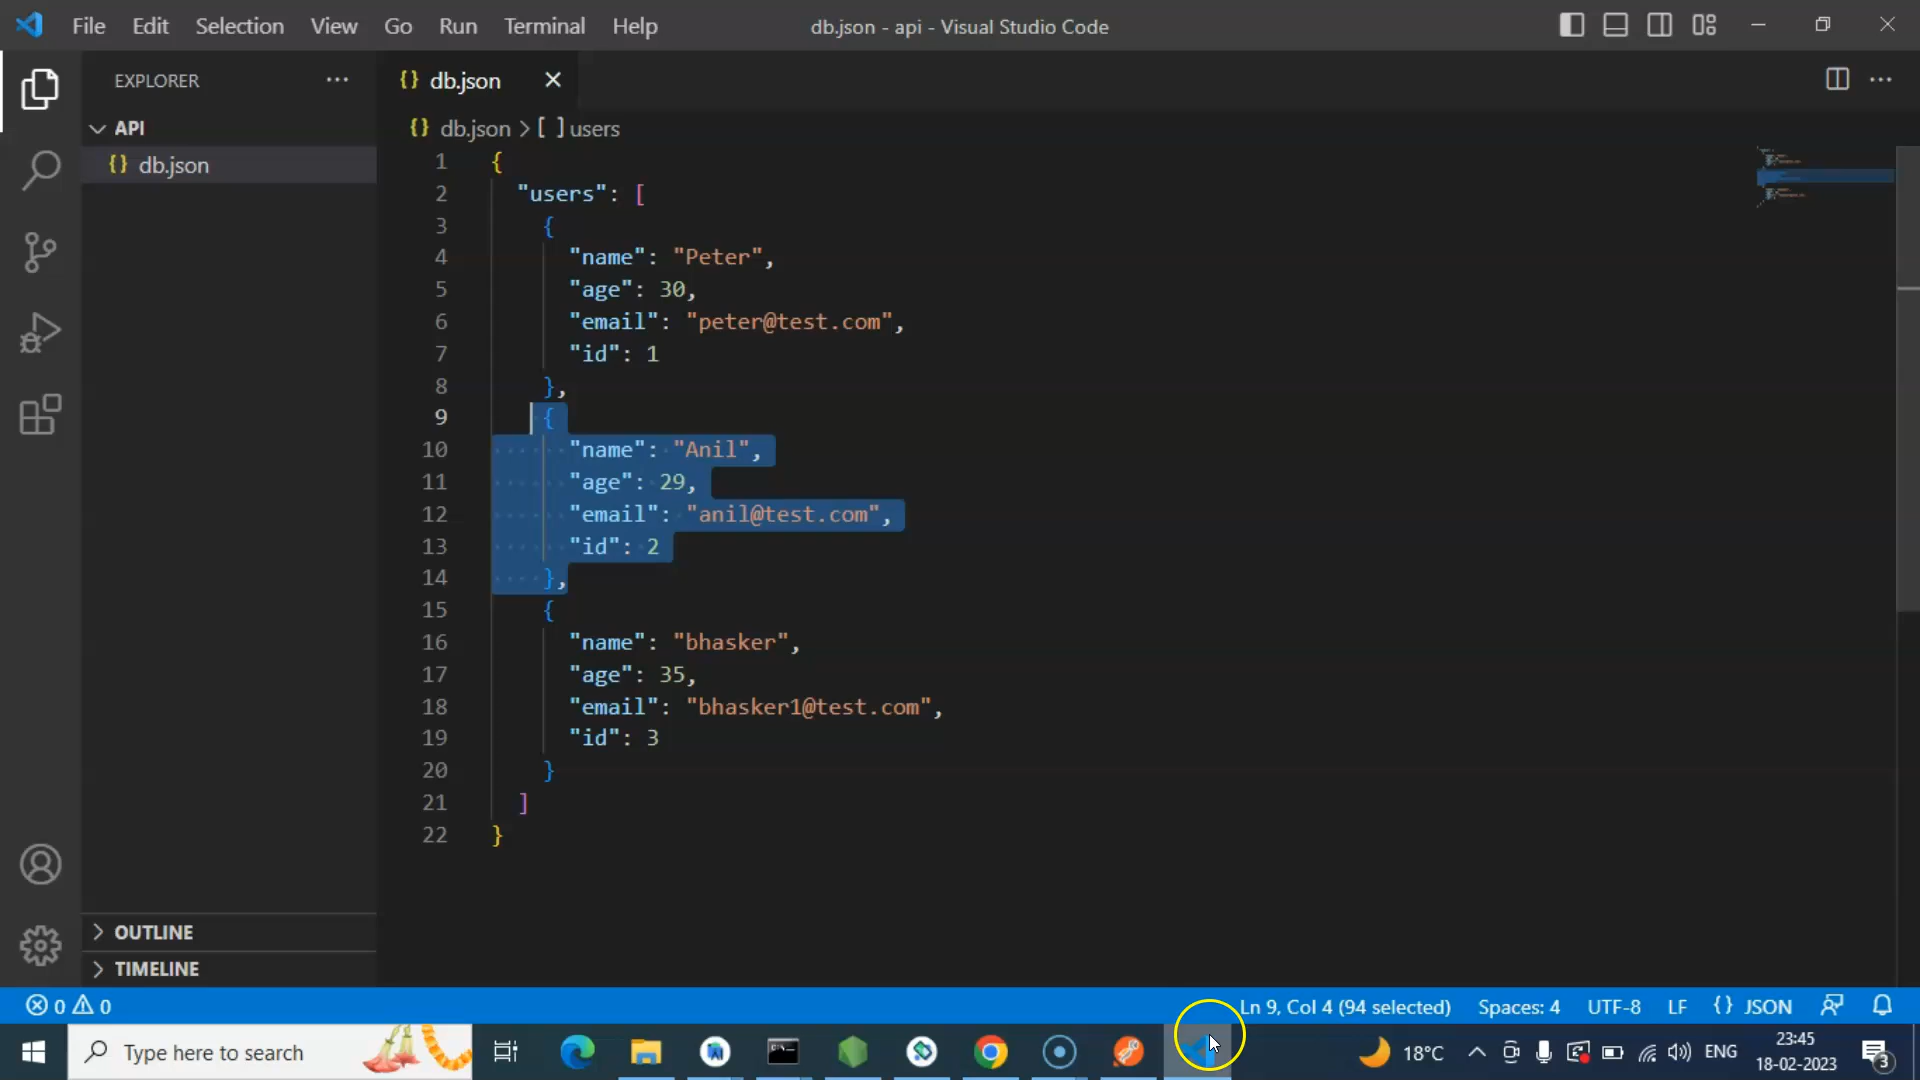 File Edit Selection View Go Run Terminal Help db.json - api - Visual Studio Code
EXPLORER
API
{} db.json
OUTLINE
TIMELINE
{} db.json
{} db.json > [ ] users
1 {
2 "users": [
3 {
4 "name": "Peter",
5 "age": 30,
6 "email": "peter@test.com",
7 "id": 1
8 },
9 {
10 "name": "Anil",
11 "age": 29,
12 "email": "anil@test.com",
13 "id": 2
14 },
15 {
16 "name": "bhasker",
17 "age": 35,
18 "email": "bhasker1@test.com",
19 "id": 3
20 }
21 ]
22 }
0 0 Ln 9, Col 4 (94 selected) Spaces: 4 UTF-8 LF {} JSON
Type here to search 18°C ENG 23:45
18-02-2023 3